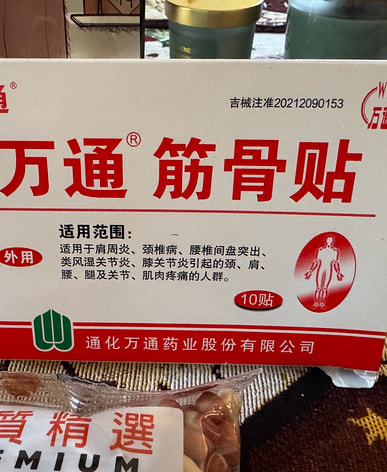 通®
吉械注准20212090153
万通
万通® 筋骨贴
适用范围：
外用
适用于肩周炎、颈椎病、腰椎间盘突出、
类风湿关节炎、膝关节炎引起的颈、肩、
腰、腿及关节、肌肉疼痛的人群。
10贴
通化万通药业股份有限公司
質精選
EMIUM